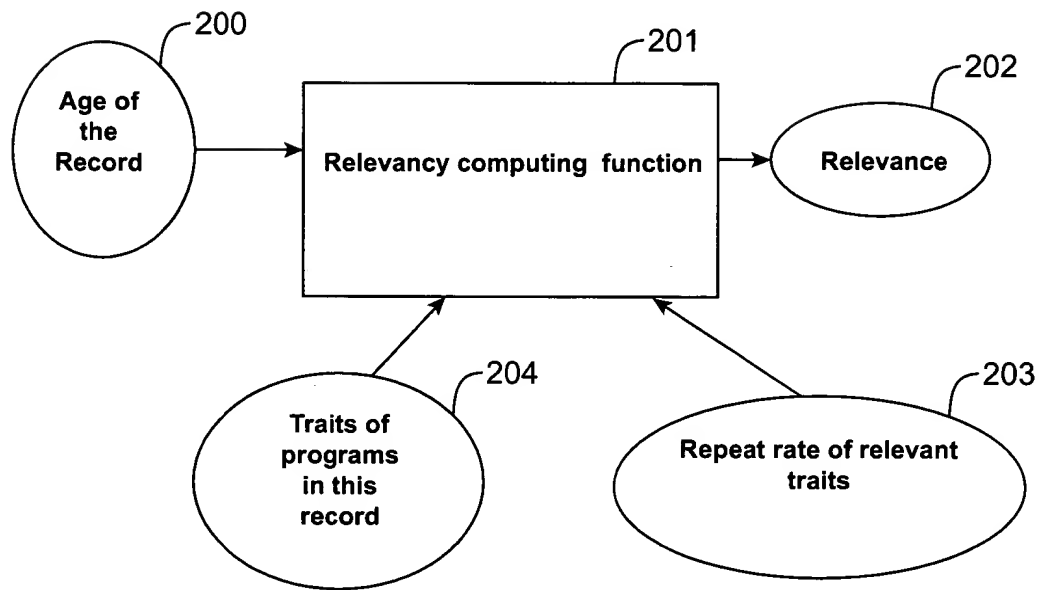 200
Age of
the
Record
201
Relevancy computing function
202
Relevance
204
Traits of
programs
in this
record
203
Repeat rate of relevant
traits